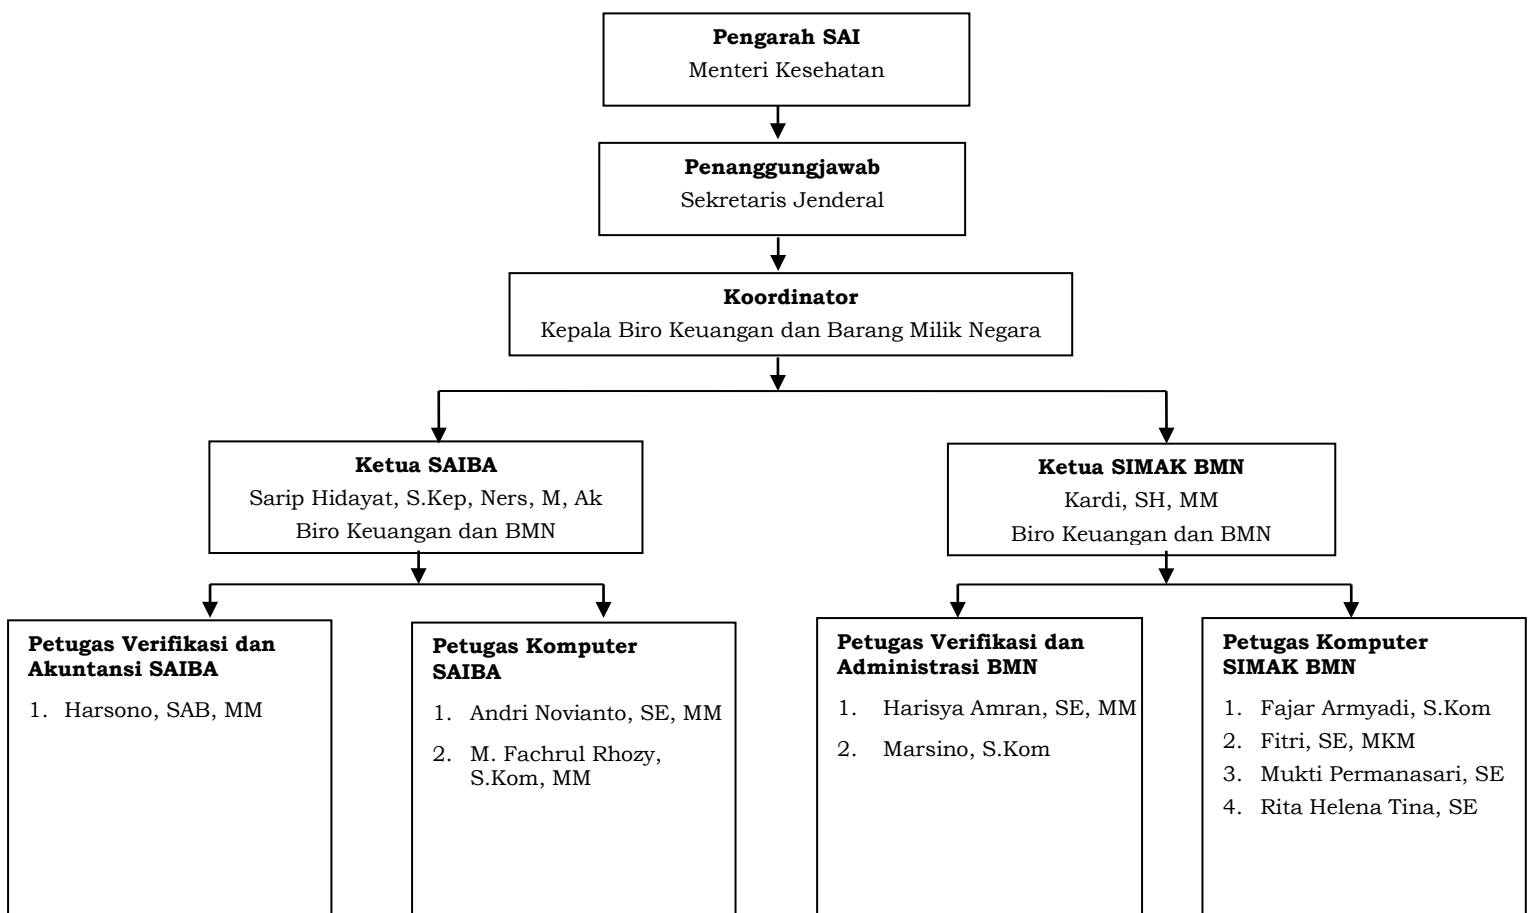 Pengarah SAI
Menteri Kesehatan
Penanggungjawab
Sekretaris Jenderal
Koordinator
Kepala Biro Keuangan dan Barang Milik Negara
Ketua SAIBA
Sarip Hidayat, S.Kep, Ners, M, Ak
Biro Keuangan dan BMN
Ketua SIMAK BMN
Kardi, SH, MM
Biro Keuangan dan BMN
Petugas Verifikasi dan
Akuntansi SAIBA
1. Harsono, SAB, MM
Petugas Komputer
SAIBA
1. Andri Novianto, SE, MM
2. M. Fachrul Rhozy,
S.Kom, MM
Petugas Verifikasi dan
Administrasi BMN
1. Harisya Amran, SE, MM
2. Marsino, S.Kom
Petugas Komputer
SIMAK BMN
1. Fajar Armyadi, S.Kom
2. Fitri, SE, MKM
3. Mukti Permanasari, SE
4. Rita Helena Tina, SE